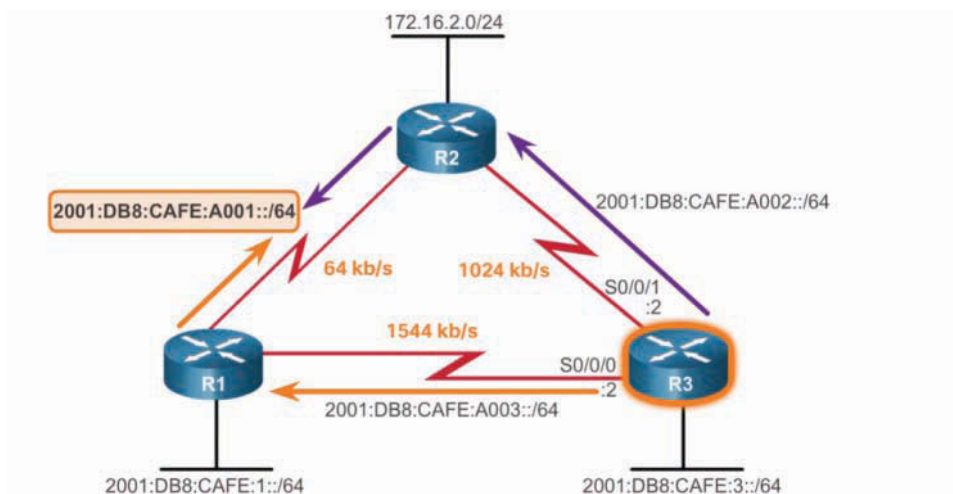 172.16.2.0/24
R2
2001:DB8:CAFE:A001::/64
2001:DB8:CAFE:A002::/64
64 kb/s
1024 kb/s
S0/0/1
:2
1544 kb/s
S0/0/0
R1
R3
:2
2001:DB8:CAFE:A003::/64
2001:DB8:CAFE:1::/64
2001:DB8:CAFE:3::/64